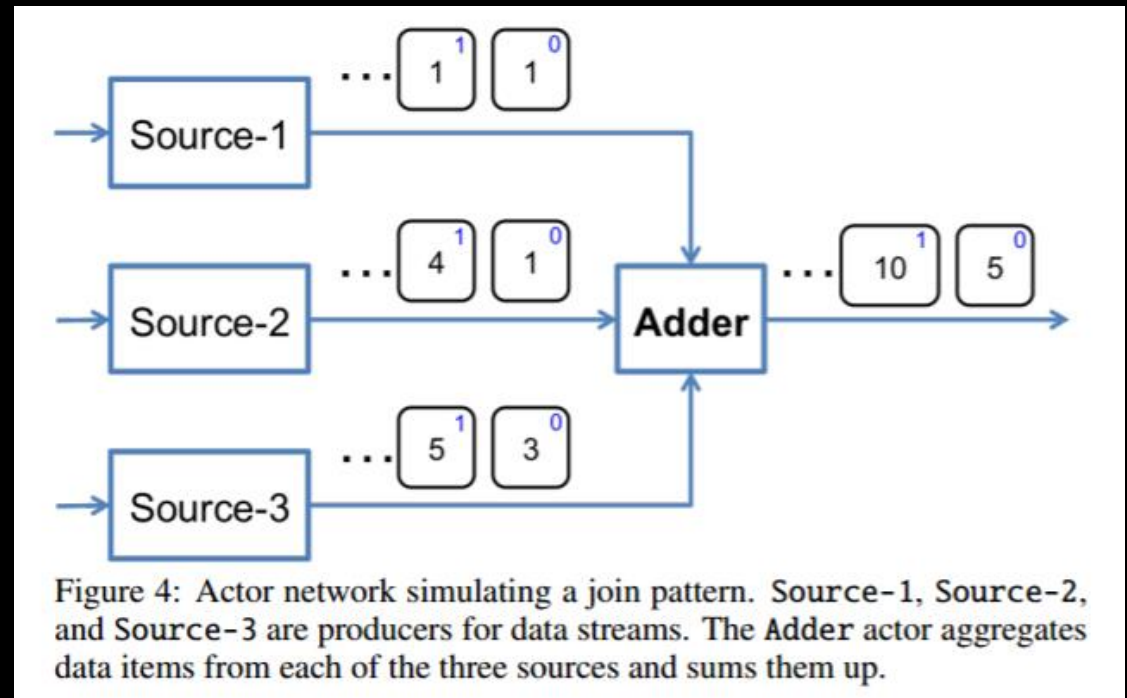 ... 1 1 1 0
Source-1
... 4 1 1 0
... 10 1 5 0
Source-2
Adder
... 5 1 3 0
Source-3
Figure 4: Actor network simulating a join pattern. Source-1, Source-2,
and Source-3 are producers for data streams. The Adder actor aggregates
data items from each of the three sources and sums them up.